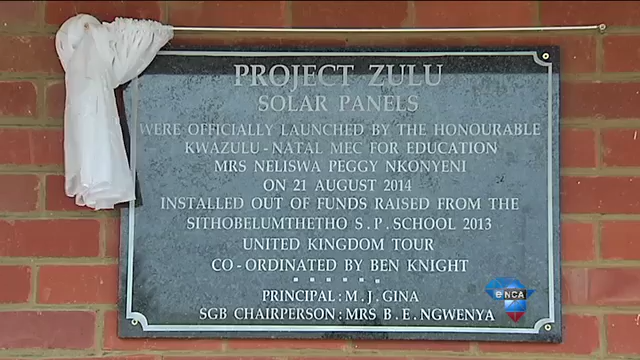 PROJECT ZULU
SOLAR PANELS
WERE OFFICIALLY LAUNCHED BY THE HONOURABLE
KWAZULU - NATAL MEC FOR EDUCATION
MRS NELISWA PEGGY NKONYENI
ON 21 AUGUST 2014
INSTALLED OUT OF FUNDS RAISED FROM THE
SITHOBELUMTHETHO S . P . SCHOOL 2013
UNITED KINGDOM TOUR
CO - ORDINATED BY BEN KNIGHT
PRINCIPAL : M . J . GINA
SGB CHAIRPERSON : MRS B . E . NGWENYA
eNCA